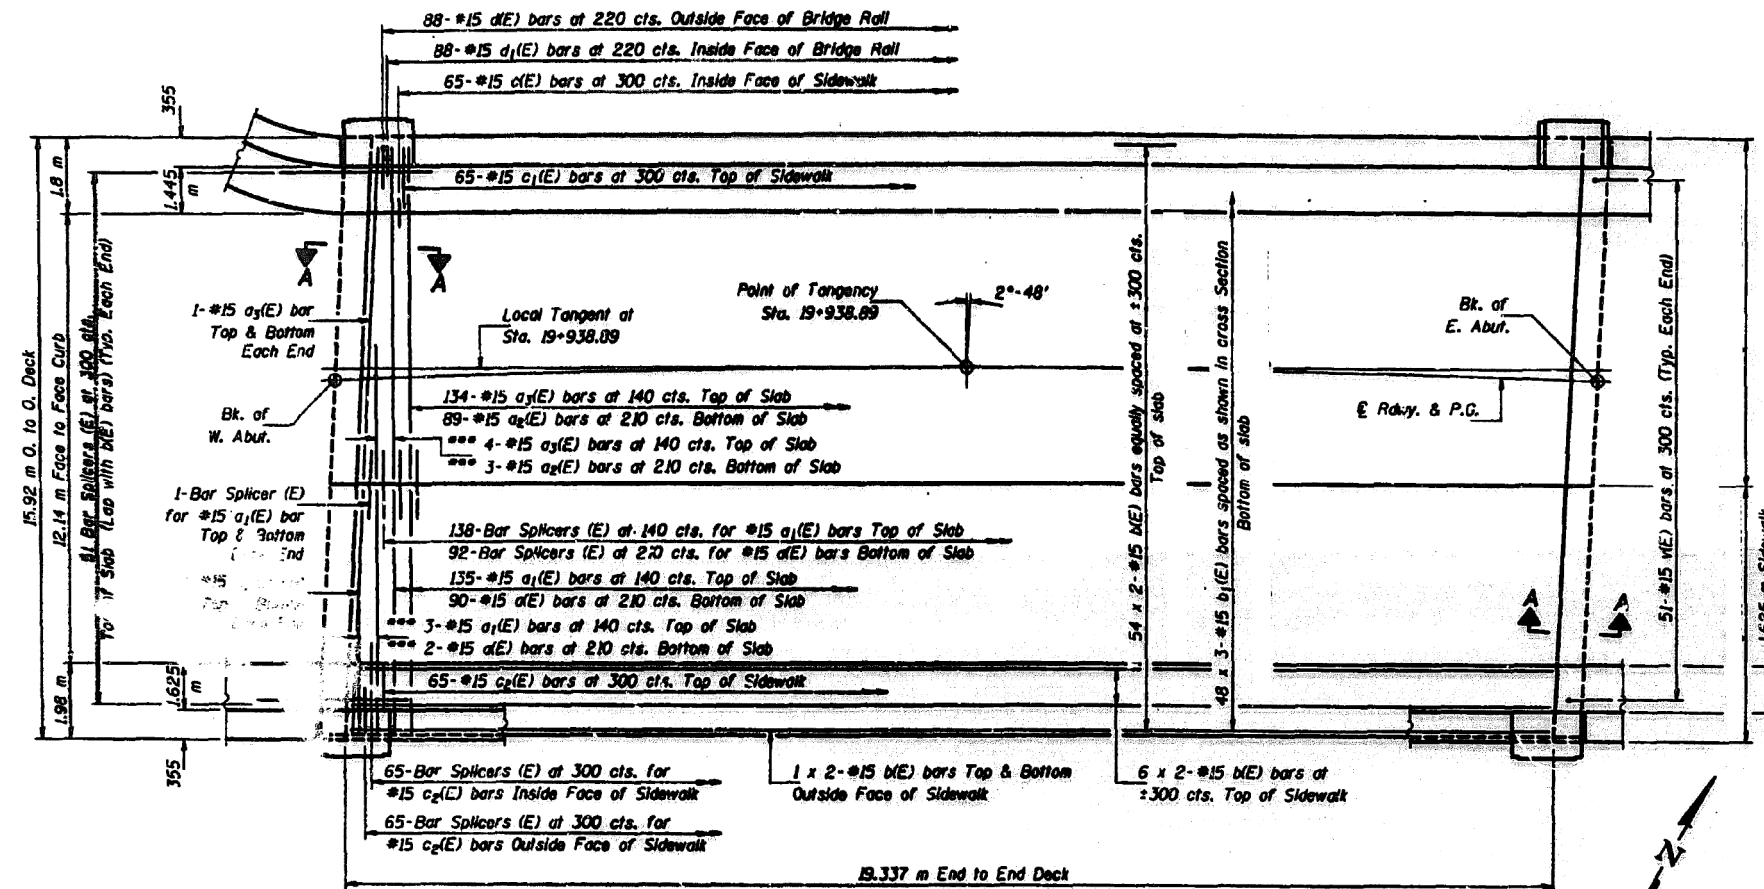 88-#15 d(E) bars at 220 cts. Outside Face of Bridge Rail
88-#15 d₁(E) bars at 220 cts. Inside Face of Bridge Rail
65-#15 c(E) bars at 300 cts. Inside Face of Sidewalk
355
1.8 m
1.445
m
65-#15 c₁(E) bars at 300 cts. Top of Sidewalk
A
A
1-#15 a₃(E) bar
Top & Bottom
Each End
Local Tangent at
Sta. 19+938.89
Point of Tangency
Sta. 19+938.89
2°-48'
Bk. of
E. Abut.
℄ Rdwy. & P.G.
Bk. of
W. Abut.
134-#15 a₃(E) bars at 140 cts. Top of Slab
89-#15 a₂(E) bars at 210 cts. Bottom of Slab
*** 4-#15 a₃(E) bars at 140 cts. Top of Slab
*** 3-#15 a₂(E) bars at 210 cts. Bottom of Slab
1-Bar Splicer (E)
for #15 a₁(E) bar
Top & Bottom
End
#15
138-Bar Splicers (E) at 140 cts. for #15 a₁(E) bars Top of Slab
92-Bar Splicers (E) at 210 cts. for #15 a(E) bars Bottom of Slab
135-#15 a₁(E) bars at 140 cts. Top of Slab
90-#15 a(E) bars at 210 cts. Bottom of Slab
*** 3-#15 a₁(E) bars at 140 cts. Top of Slab
*** 2-#15 a(E) bars at 210 cts. Bottom of Slab
65-#15 c₂(E) bars at 300 cts. Top of Sidewalk
15.92 m O. to O. Deck
12.14 m Face to Face Curb
Bar Splicers (E) at 300 cts.
Slab (Lap with b(E) bars) (Typ. Each End)
1.98 m
1.625
m
355
54 x 2-#15 b(E) bars equally spaced at ±300 cts.
Top of slab
48 x 3-#15 b₁(E) bars spaced as shown in cross Section
Bottom of slab
51-#15 v(E) bars at 300 cts. (Typ. Each End)
A
A
65-Bar Splicers (E) at 300 cts. for
#15 c₂(E) bars Inside Face of Sidewalk
65-Bar Splicers (E) at 300 cts. for
#15 c₂(E) bars Outside Face of Sidewalk
1 x 2-#15 b(E) bars Top & Bottom
Outside Face of Sidewalk
6 x 2-#15 b(E) bars at
±300 cts. Top of Sidewalk
19.337 m End to End Deck
N